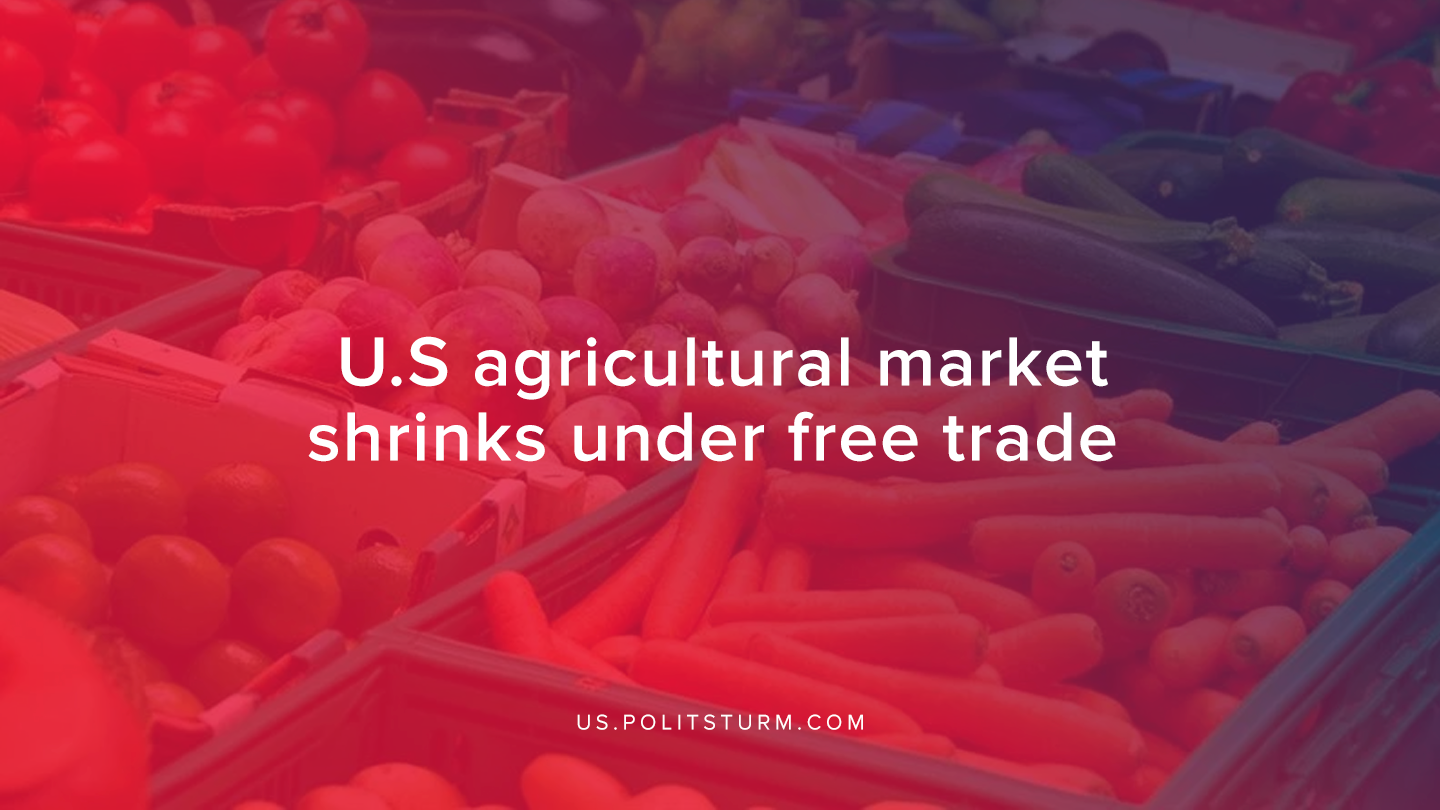 U.S agricultural market
shrinks under free trade
US.POLITSTURM.COM